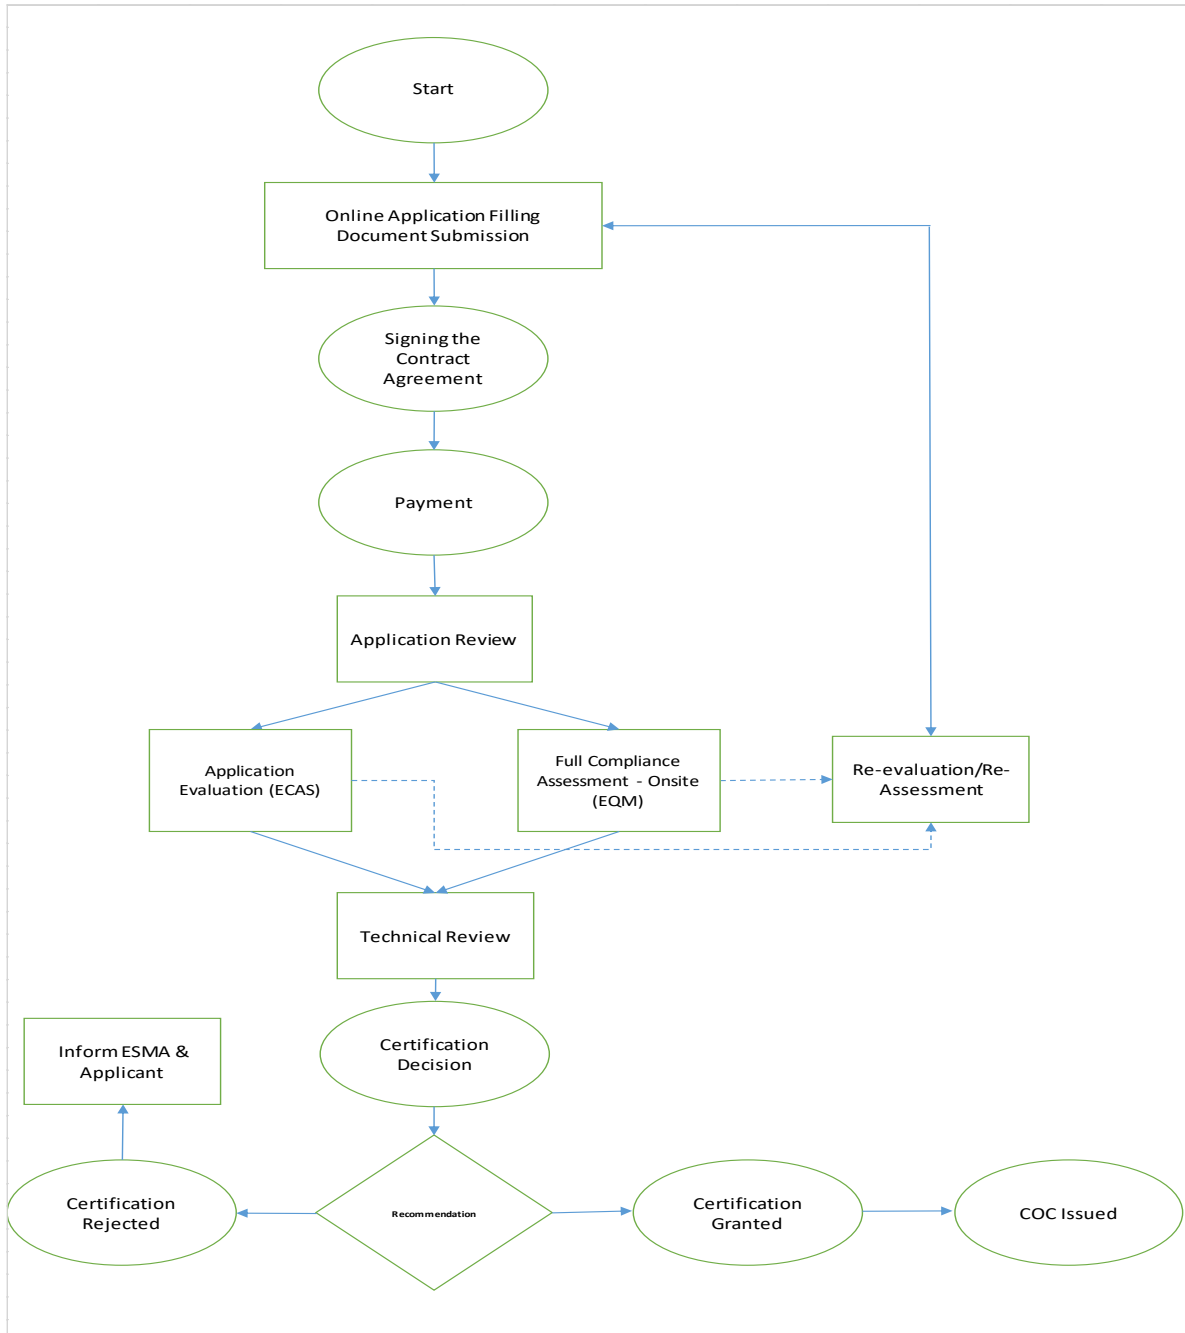 Start
Online Application Filling
Document Submission
Signing the
Contract
Agreement
Payment
Application Review
Application
Evaluation (ECAS)
Full Compliance
Assessment - Onsite
(EQM)
Re-evaluation/Re-
Assessment
Technical Review
Certification
Decision
Inform ESMA &
Applicant
Certification
Rejected
Recommendation
Certification
Granted
COC Issued